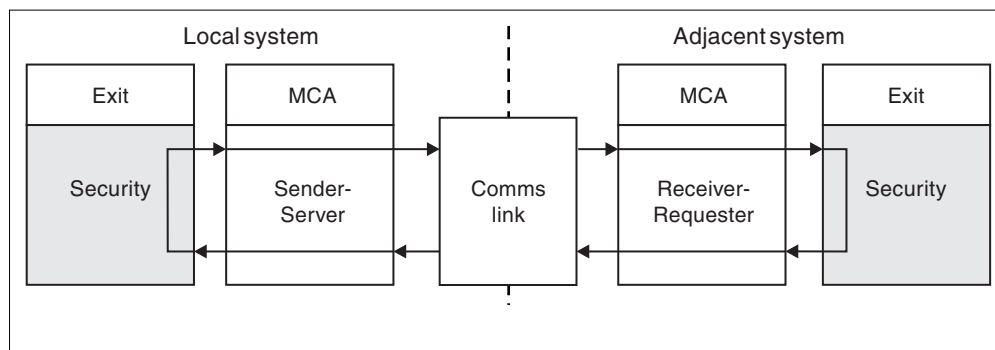 Local system
Adjacent system
Exit
MCA
MCA
Exit
Security
Sender-
Server
Comms
link
Receiver-
Requester
Security